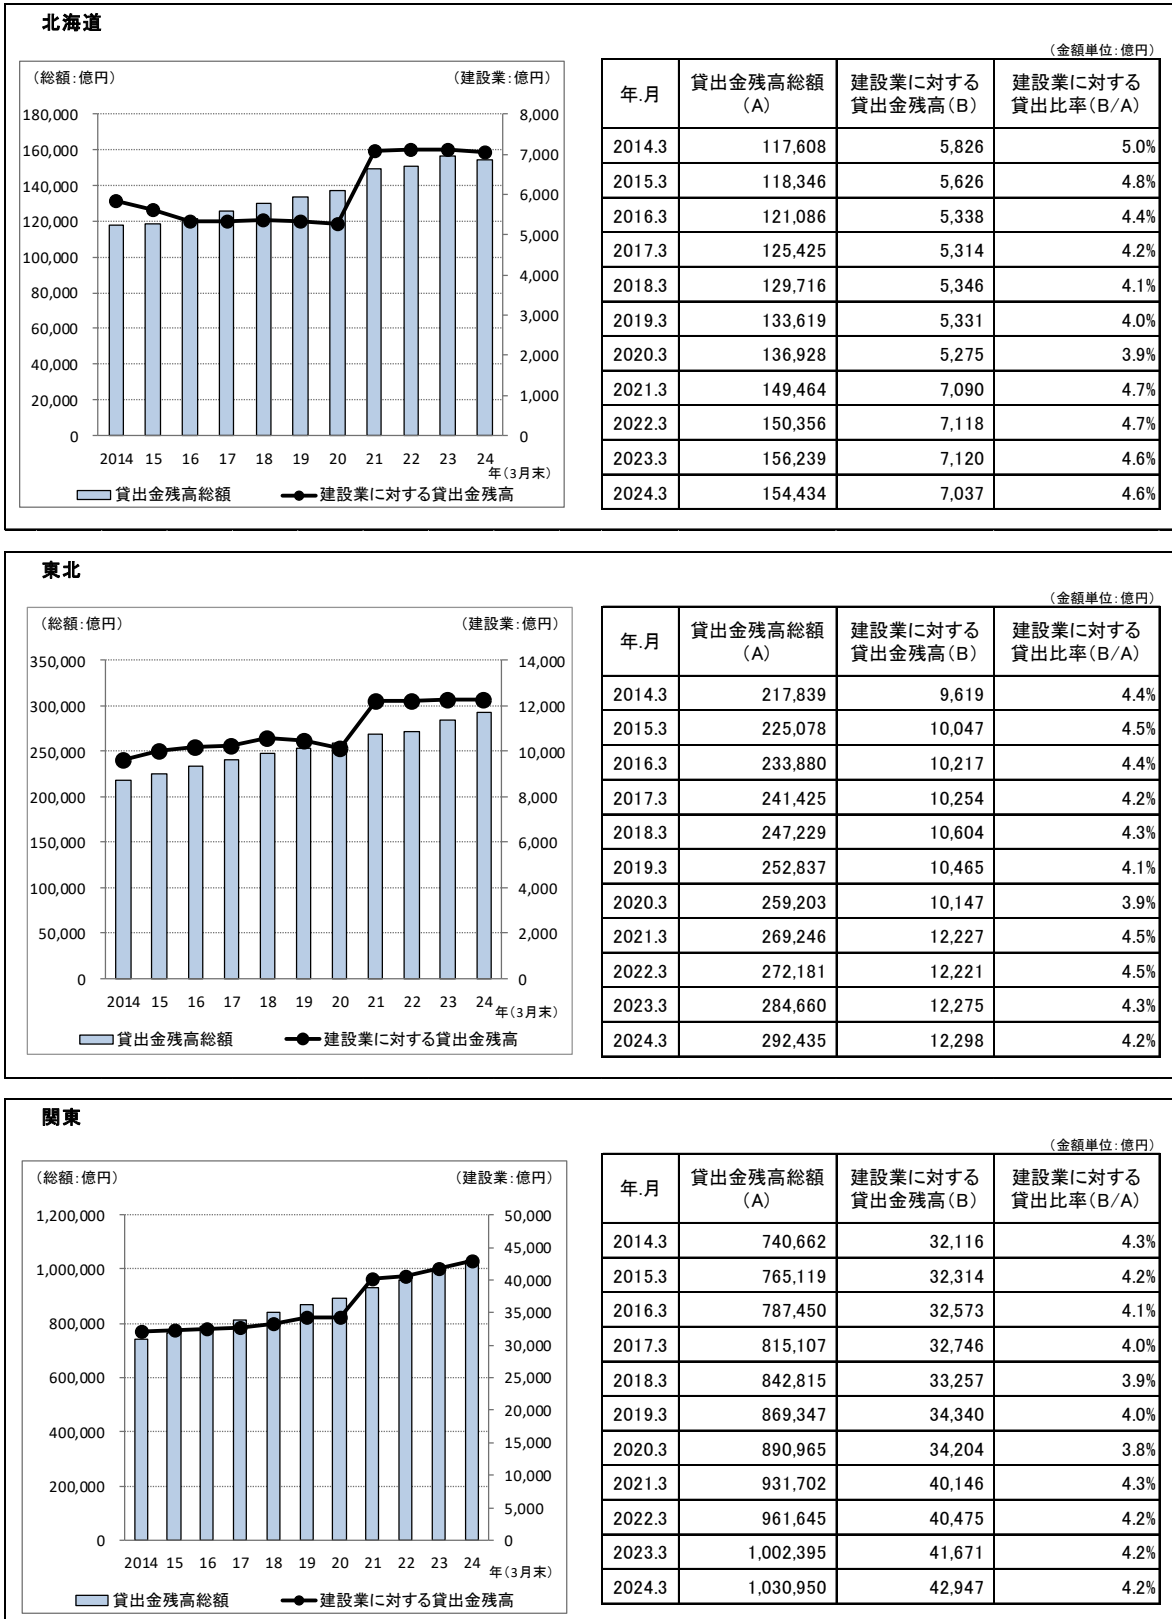 北海道
(金額単位:億円)
(総額:億円) (建設業:億円)
180,000 8,000
160,000 7,000
140,000 6,000
120,000 5,000
100,000 4,000
80,000 3,000
60,000 2,000
40,000 1,000
20,000 0
0
2014 15 16 17 18 19 20 21 22 23 24
年(3月末)
貸出金残高総額 建設業に対する貸出金残高
年.月 貸出金残高総額(A) 建設業に対する貸出金残高(B) 建設業に対する貸出比率(B/A)
2014.3 117,608 5,826 5.0%
2015.3 118,346 5,626 4.8%
2016.3 121,086 5,338 4.4%
2017.3 125,425 5,314 4.2%
2018.3 129,716 5,346 4.1%
2019.3 133,619 5,331 4.0%
2020.3 136,928 5,275 3.9%
2021.3 149,464 7,090 4.7%
2022.3 150,356 7,118 4.7%
2023.3 156,239 7,120 4.6%
2024.3 154,434 7,037 4.6%
東北
(金額単位:億円)
(総額:億円) (建設業:億円)
350,000 14,000
300,000 12,000
250,000 10,000
200,000 8,000
150,000 6,000
100,000 4,000
50,000 2,000
0 0
2014 15 16 17 18 19 20 21 22 23 24
年(3月末)
貸出金残高総額 建設業に対する貸出金残高
年.月 貸出金残高総額(A) 建設業に対する貸出金残高(B) 建設業に対する貸出比率(B/A)
2014.3 217,839 9,619 4.4%
2015.3 225,078 10,047 4.5%
2016.3 233,880 10,217 4.4%
2017.3 241,425 10,254 4.2%
2018.3 247,229 10,604 4.3%
2019.3 252,837 10,465 4.1%
2020.3 259,203 10,147 3.9%
2021.3 269,246 12,227 4.5%
2022.3 272,181 12,221 4.5%
2023.3 284,660 12,275 4.3%
2024.3 292,435 12,298 4.2%
関東
(金額単位:億円)
(総額:億円) (建設業:億円)
1,200,000 50,000
1,000,000 45,000
800,000 40,000
600,000 35,000
400,000 30,000
200,000 25,000
0 20,000
15,000
10,000
5,000
0
2014 15 16 17 18 19 20 21 22 23 24
年(3月末)
貸出金残高総額 建設業に対する貸出金残高
年.月 貸出金残高総額(A) 建設業に対する貸出金残高(B) 建設業に対する貸出比率(B/A)
2014.3 740,662 32,116 4.3%
2015.3 765,119 32,314 4.2%
2016.3 787,450 32,573 4.1%
2017.3 815,107 32,746 4.0%
2018.3 842,815 33,257 3.9%
2019.3 869,347 34,340 4.0%
2020.3 890,965 34,204 3.8%
2021.3 931,702 40,146 4.3%
2022.3 961,645 40,475 4.2%
2023.3 1,002,395 41,671 4.2%
2024.3 1,030,950 42,947 4.2%